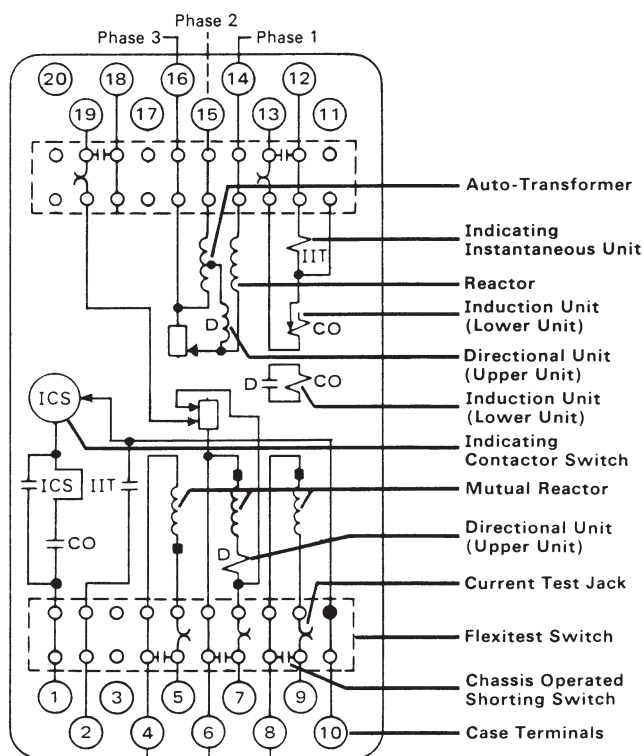 Phase 2
Phase 3
Phase 1
20
18
16
14
12
19
17
15
13
11
Auto-Transformer
Indicating
Instantaneous Unit
IIT
Reactor
D
Induction Unit
(Lower Unit)
CO
Directional Unit
(Upper Unit)
D
CO
Induction Unit
(Lower Unit)
ICS
Indicating
Contactor Switch
ICS
IIT
Mutual Reactor
CO
D
Directional Unit
(Upper Unit)
Current Test Jack
Flexitest Switch
Chassis Operated
Shorting Switch
1
3
5
7
9
2
4
6
8
10
Case Terminals